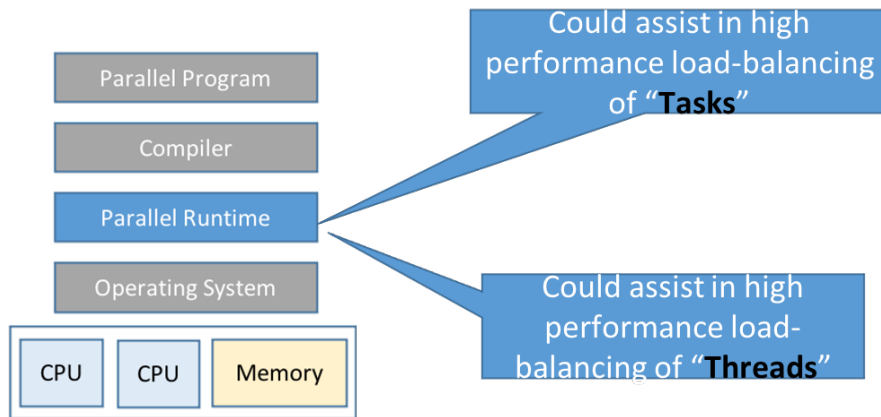 Could assist in high
performance load-balancing
of “Tasks”
Parallel Program
Compiler
Parallel Runtime
Operating System
CPU
CPU
Memory
Could assist in high
performance load-
balancing of “Threads”